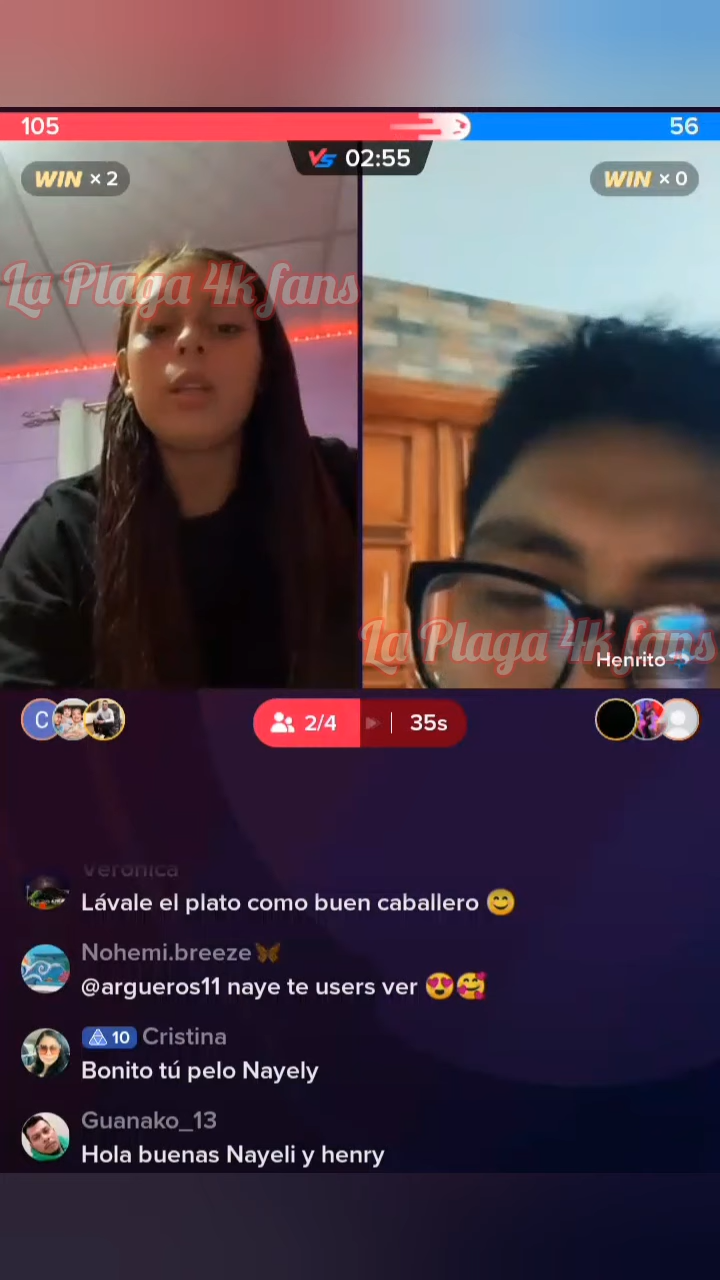 105
56
VS 02:55
WIN × 2
WIN × 0
La Plaga 4k fans
La Plaga 4k fans
Henrito
C
2/4
35s
Veronica
Lávale el plato como buen caballero 😊
Nohemi.breeze🦋
@argueros11 naye te users ver 😍🥰
10 Cristina
Bonito tú pelo Nayely
Guanako_13
Hola buenas Nayeli y henry